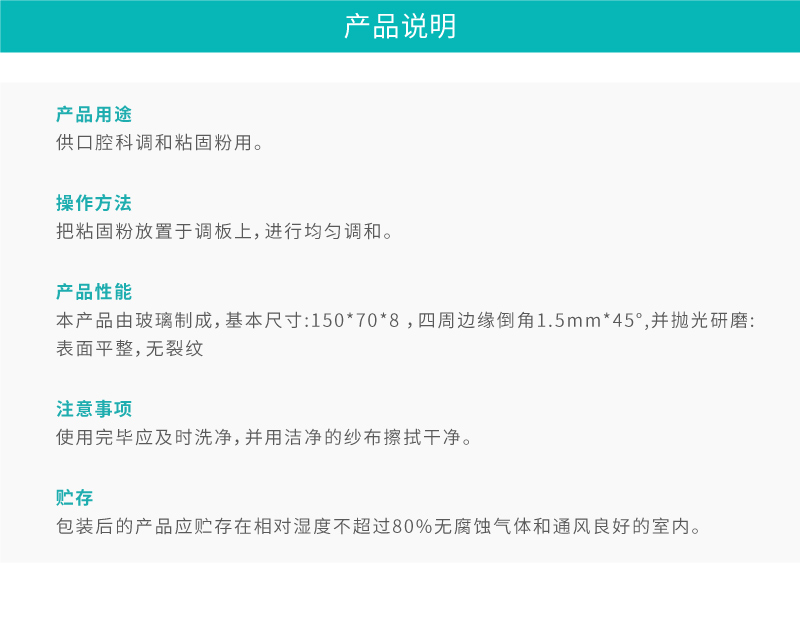 产品说明
产品用途
供口腔科调和粘固粉用。
操作方法
把粘固粉放置于调板上，进行均匀调和。
产品性能
本产品由玻璃制成，基本尺寸:150*70*8 ，四周边缘倒角1.5mm*45°,并抛光研磨:
表面平整，无裂纹
注意事项
使用完毕应及时洗净，并用洁净的纱布擦拭干净。
贮存
包装后的产品应贮存在相对湿度不超过80%无腐蚀气体和通风良好的室内。